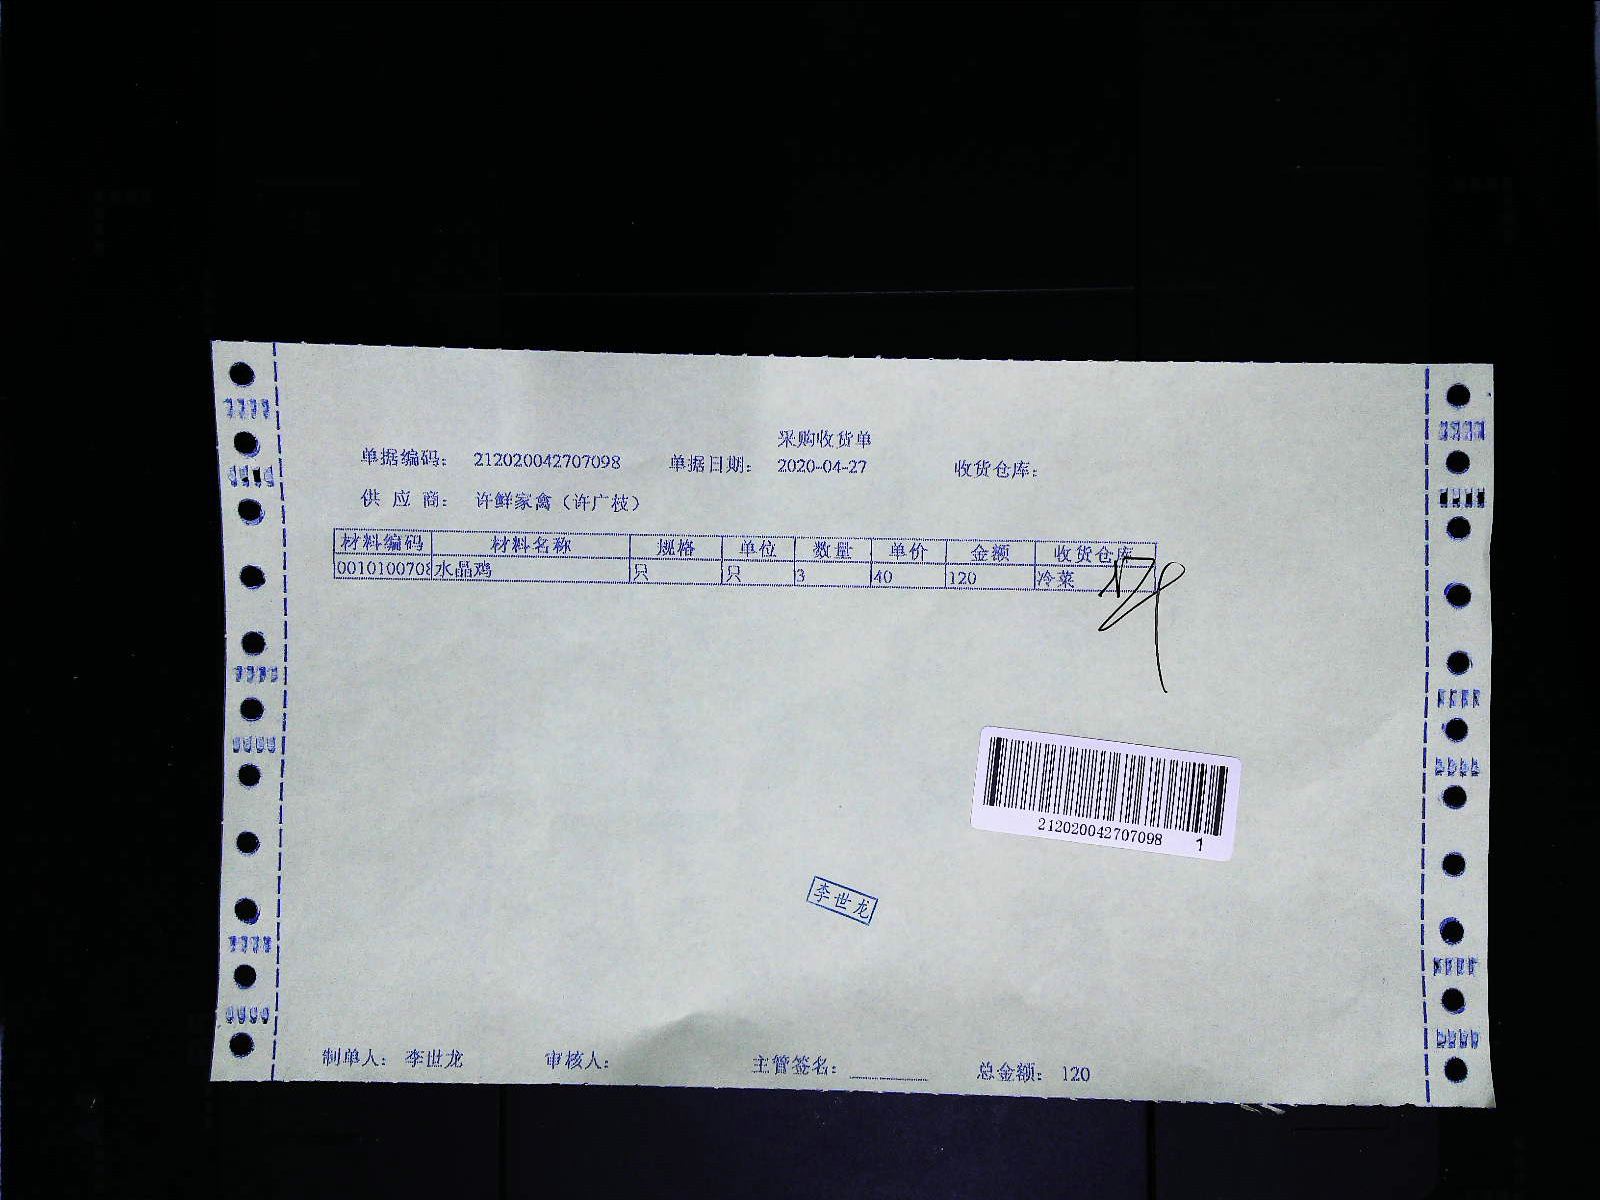 采购收货单
单据编码： 212020042707098 单据日期： 2020-04-27 收货仓库：
供 应 商： 许鲜家禽（许广枝）
材料编码 材料名称 规格 单位 数量 单价 金额 收货仓库
0010100708 水晶鸡 只 只 3 40 120 冷菜
212020042707098 1
李世龙
制单人： 李世龙 审核人： 主管签名： 总金额： 120